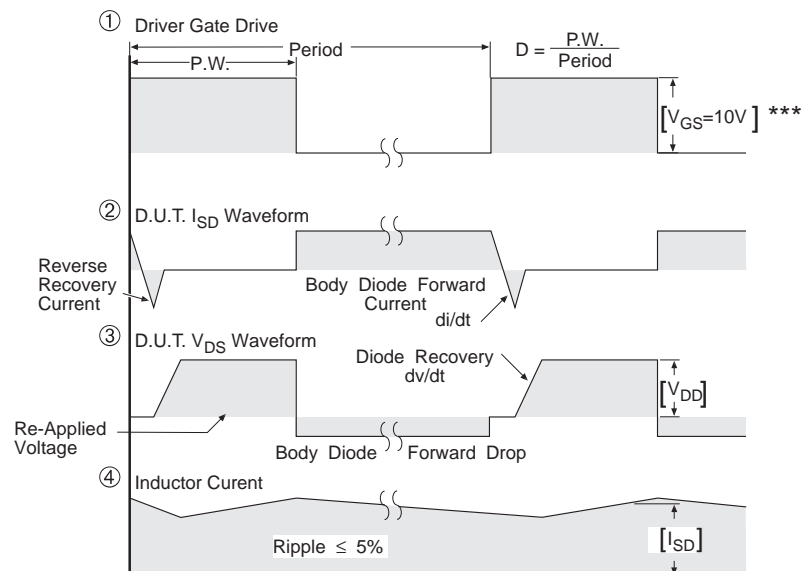 ① Driver Gate Drive
Period
P.W.
D = P.W. / Period
[VGS=10V] ***
② D.U.T. ISD Waveform
Reverse
Recovery
Current
Body Diode Forward
Current
di/dt
③ D.U.T. VDS Waveform
Diode Recovery
dv/dt
[VDD]
Re-Applied
Voltage
Body Diode Forward Drop
④ Inductor Curent
Ripple ≤ 5%
[ISD]